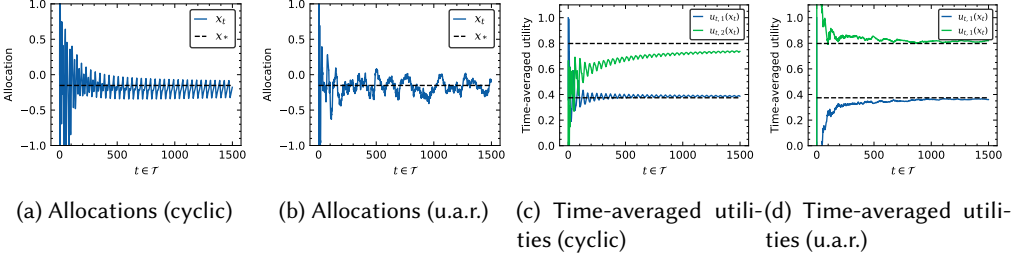 1.0
0.5
0.0
−0.5
−1.0
Allocation
0 500 1000 1500
t ∈ 𝒯
x_t
x_*
1.0
0.5
0.0
−0.5
−1.0
Allocation
0 500 1000 1500
t ∈ 𝒯
x_t
x_*
1.0
0.8
0.6
0.4
0.2
0.0
Time-averaged utility
0 500 1000 1500
t ∈ 𝒯
u_{t,1}(x_t)
u_{t,2}(x_t)
1.0
0.8
0.6
0.4
0.2
0.0
Time-averaged utility
0 500 1000 1500
t ∈ 𝒯
u_{t,1}(x_t)
u_{t,1}(x_t)
(a) Allocations (cyclic)
(b) Allocations (u.a.r.)
(c) Time-averaged utili-
ties (cyclic)
(d) Time-averaged utili-
ties (u.a.r.)